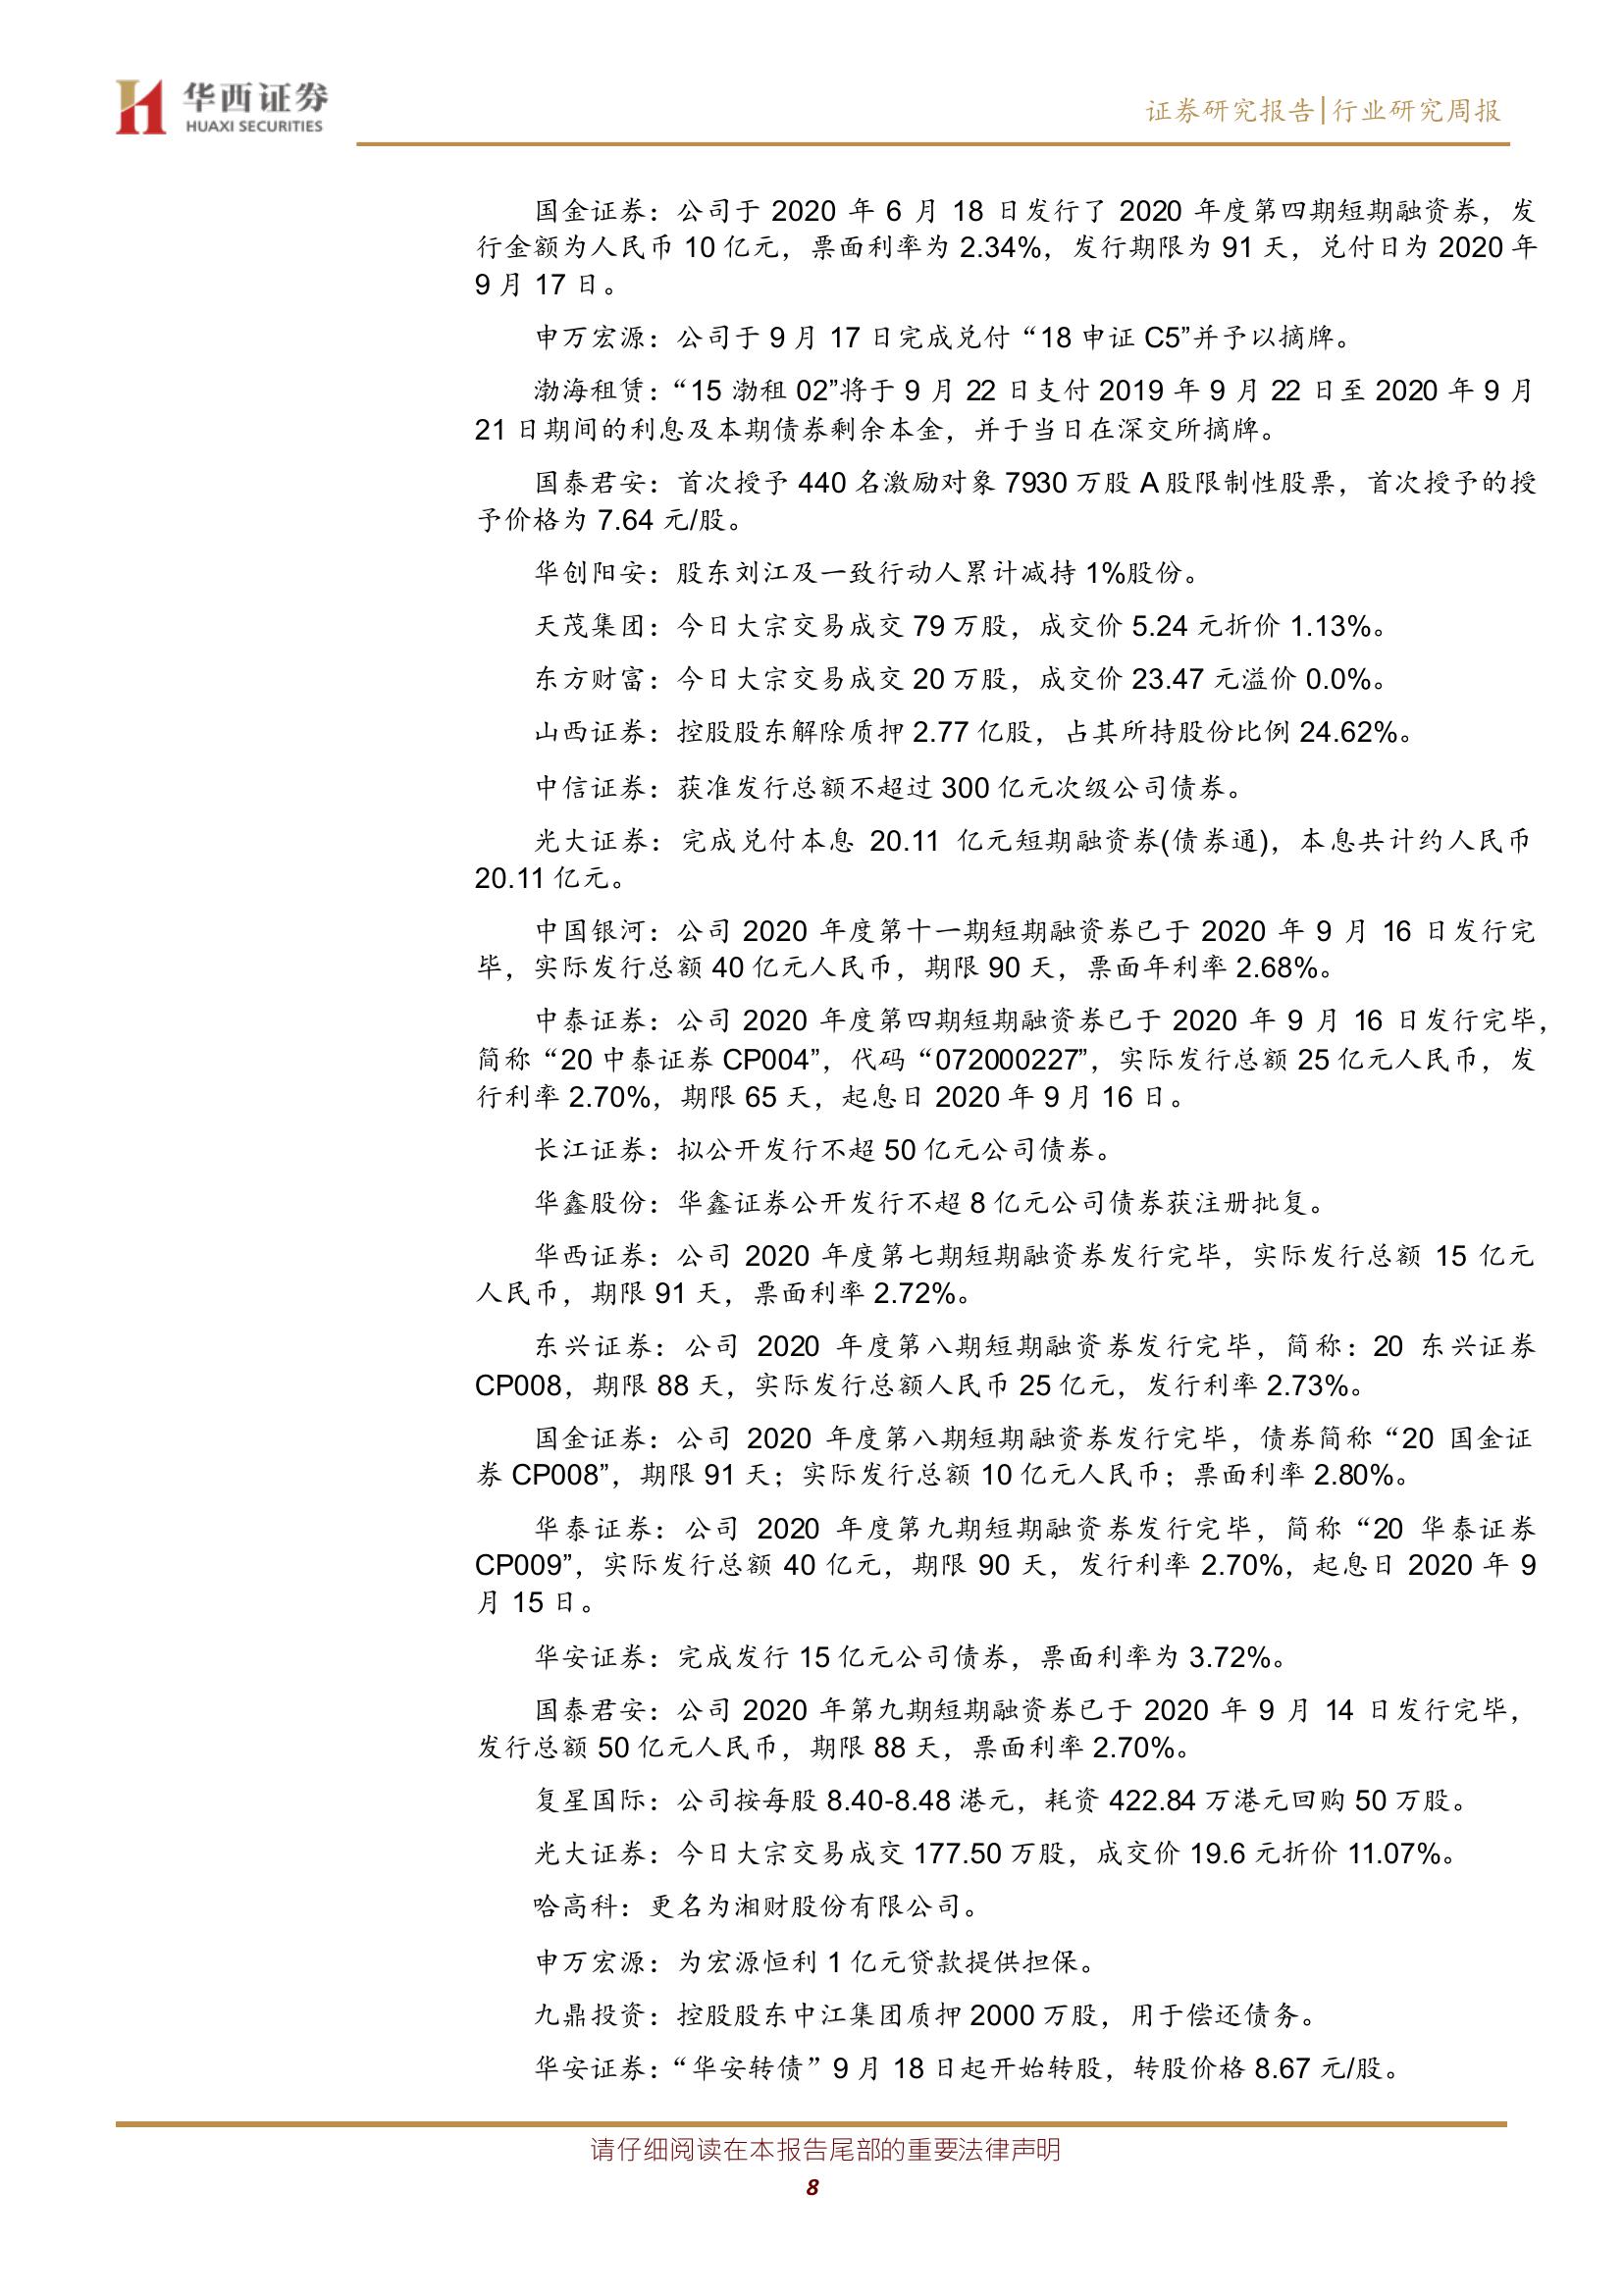 华西证券
HUAXI SECURITIES
证券研究报告|行业研究周报
国金证券：公司于 2020 年 6 月 18 日发行了 2020 年度第四期短期融资券，发
行金额为人民币 10 亿元，票面利率为 2.34%，发行期限为 91 天，兑付日为 2020 年
9 月 17 日。
申万宏源：公司于 9 月 17 日完成兑付“18 申证 C5”并予以摘牌。
渤海租赁：“15 渤租 02”将于 9 月 22 日支付 2019 年 9 月 22 日至 2020 年 9 月
21 日期间的利息及本期债券剩余本金，并于当日在深交所摘牌。
国泰君安：首次授予 440 名激励对象 7930 万股 A 股限制性股票，首次授予的授
予价格为 7.64 元/股。
华创阳安：股东刘江及一致行动人累计减持 1%股份。
天茂集团：今日大宗交易成交 79 万股，成交价 5.24 元折价 1.13%。
东方财富：今日大宗交易成交 20 万股，成交价 23.47 元溢价 0.0%。
山西证券：控股股东解除质押 2.77 亿股，占其所持股份比例 24.62%。
中信证券：获准发行总额不超过 300 亿元次级公司债券。
光大证券：完成兑付本息 20.11 亿元短期融资券(债券通)，本息共计约人民币
20.11 亿元。
中国银河：公司 2020 年度第十一期短期融资券已于 2020 年 9 月 16 日发行完
毕，实际发行总额 40 亿元人民币，期限 90 天，票面年利率 2.68%。
中泰证券：公司 2020 年度第四期短期融资券已于 2020 年 9 月 16 日发行完毕，
简称“20 中泰证券 CP004”，代码“072000227”，实际发行总额 25 亿元人民币，发
行利率 2.70%，期限 65 天，起息日 2020 年 9 月 16 日。
长江证券：拟公开发行不超 50 亿元公司债券。
华鑫股份：华鑫证券公开发行不超 8 亿元公司债券获注册批复。
华西证券：公司 2020 年度第七期短期融资券发行完毕，实际发行总额 15 亿元
人民币，期限 91 天，票面利率 2.72%。
东兴证券：公司 2020 年度第八期短期融资券发行完毕，简称：20 东兴证券
CP008，期限 88 天，实际发行总额人民币 25 亿元，发行利率 2.73%。
国金证券：公司 2020 年度第八期短期融资券发行完毕，债券简称“20 国金证
券 CP008”，期限 91 天；实际发行总额 10 亿元人民币；票面利率 2.80%。
华泰证券：公司 2020 年度第九期短期融资券发行完毕，简称“20 华泰证券
CP009”，实际发行总额 40 亿元，期限 90 天，发行利率 2.70%，起息日 2020 年 9
月 15 日。
华安证券：完成发行 15 亿元公司债券，票面利率为 3.72%。
国泰君安：公司 2020 年第九期短期融资券已于 2020 年 9 月 14 日发行完毕，
发行总额 50 亿元人民币，期限 88 天，票面利率 2.70%。
复星国际：公司按每股 8.40-8.48 港元，耗资 422.84 万港元回购 50 万股。
光大证券：今日大宗交易成交 177.50 万股，成交价 19.6 元折价 11.07%。
哈高科：更名为湘财股份有限公司。
申万宏源：为宏源恒利 1 亿元贷款提供担保。
九鼎投资：控股股东中江集团质押 2000 万股，用于偿还债务。
华安证券：“华安转债”9 月 18 日起开始转股，转股价格 8.67 元/股。
请仔细阅读在本报告尾部的重要法律声明
8